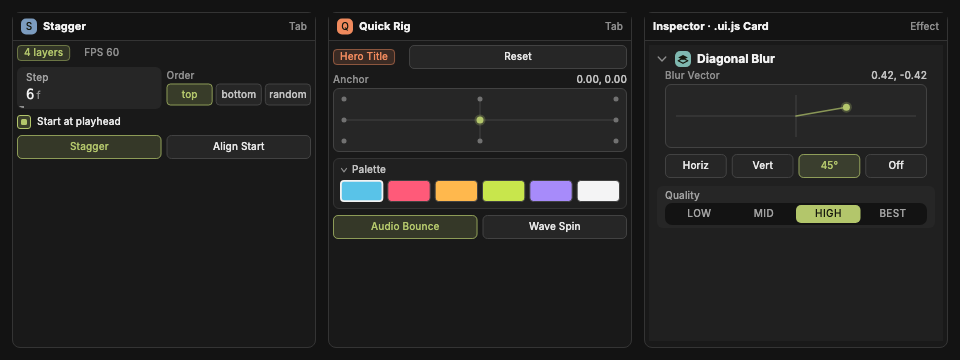 S Stagger Tab
4 layers FPS 60
Step
6 f
Order
top bottom random
Start at playhead
Stagger Align Start
Q Quick Rig Tab
Hero Title Reset
Anchor 0.00, 0.00
Palette
Audio Bounce Wave Spin
Inspector · .ui.js Card Effect
Diagonal Blur
Blur Vector 0.42, -0.42
Horiz Vert 45° Off
Quality
LOW MID HIGH BEST